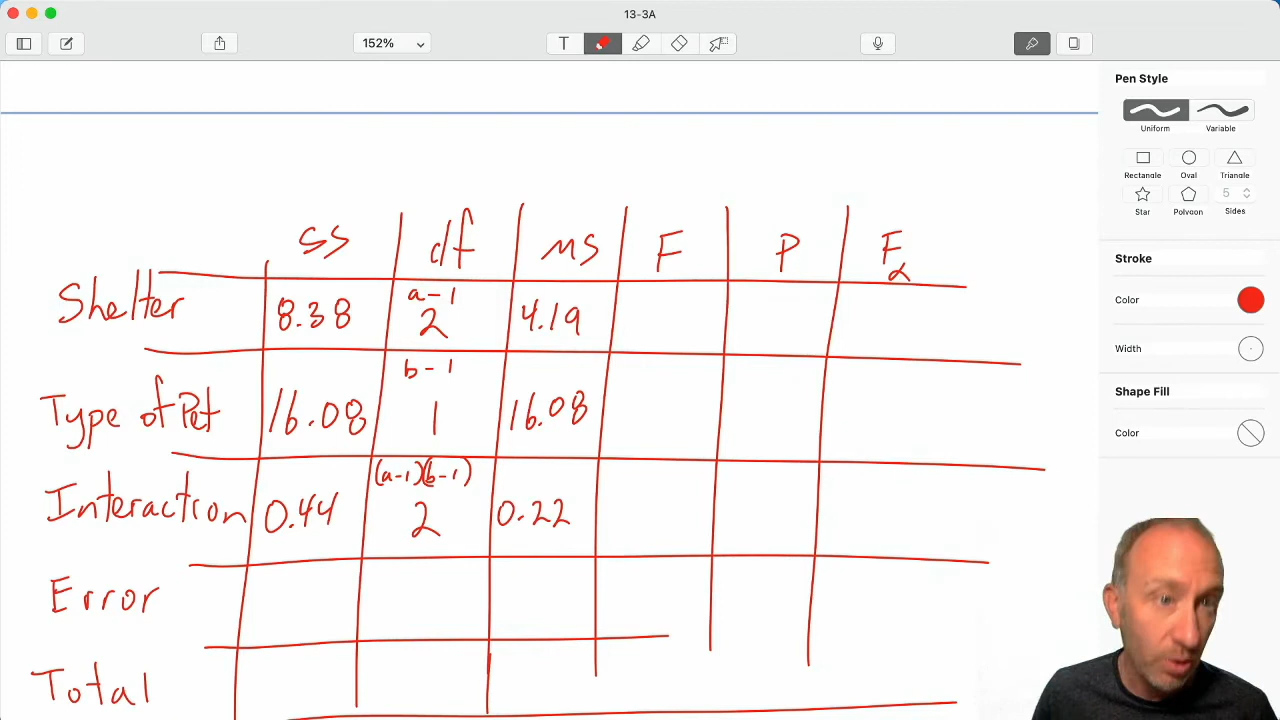 13-3A
152%
T
Pen Style
Uniform Variable
Rectangle Oval Triangle
5
Star Polygon Sides
Stroke
Color
Width
Shape Fill
Color
SS df MS F P Fα
a-1
Shelter 8.38 2 4.19
b-1
Type of Pet 16.08 1 16.08
(a-1)(b-1)
Interaction 0.44 2 0.22
Error
Total